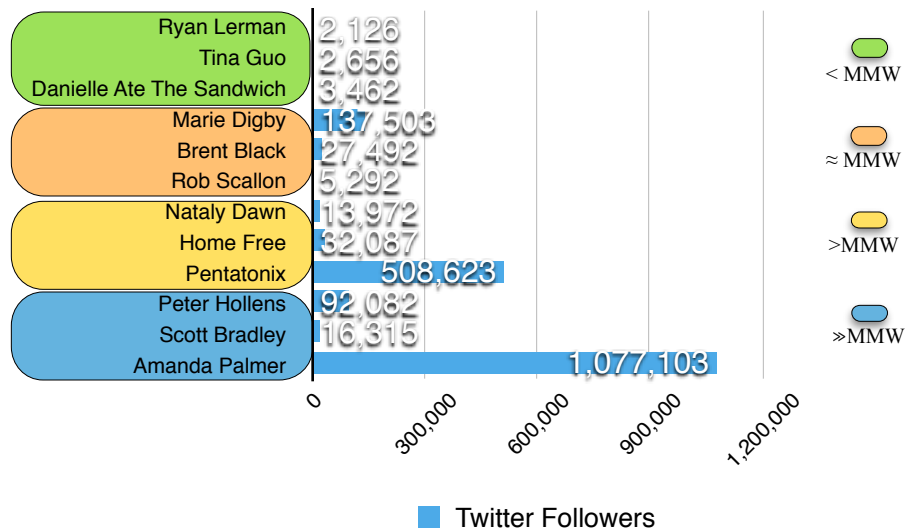 Ryan Lerman 2,126
Tina Guo 2,656
< MMW
Danielle Ate The Sandwich 3,462
Marie Digby 137,503
Brent Black 27,492
≈ MMW
Rob Scallon 5,292
Nataly Dawn 13,972
Home Free 32,087
>MMW
Pentatonix 508,623
Peter Hollens 92,082
Scott Bradley 16,315
≫MMW
Amanda Palmer 1,077,103
0 300,000 600,000 900,000 1,200,000
Twitter Followers